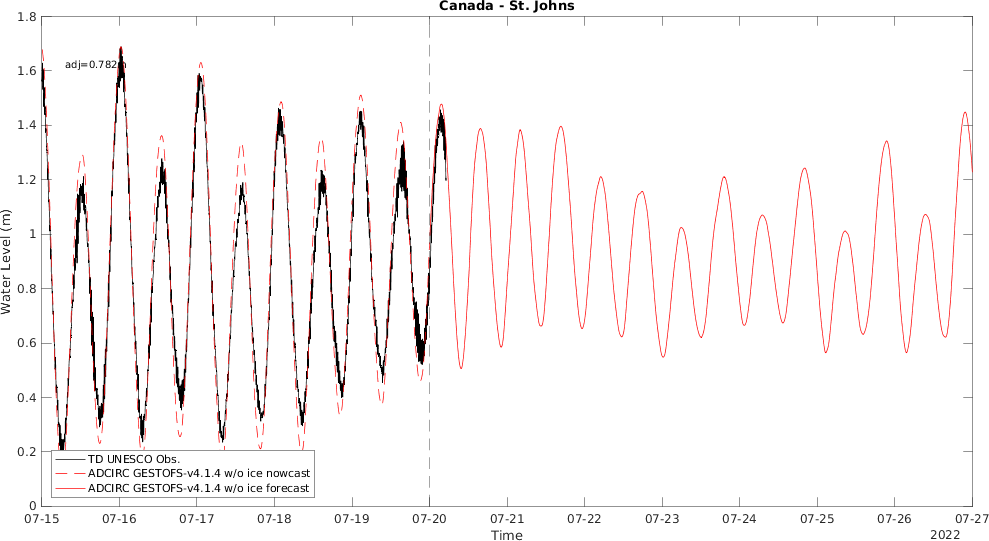 Canada - St. Johns
1.8
1.6
1.4
1.2
1
0.8
0.6
0.4
0.2
0
Water Level (m)
adj=0.782m
TD UNESCO Obs.
ADCIRC GESTOFS-v4.1.4 w/o ice nowcast
ADCIRC GESTOFS-v4.1.4 w/o ice forecast
07-15 07-16 07-17 07-18 07-19 07-20 07-21 07-22 07-23 07-24 07-25 07-26 07-27
Time
2022